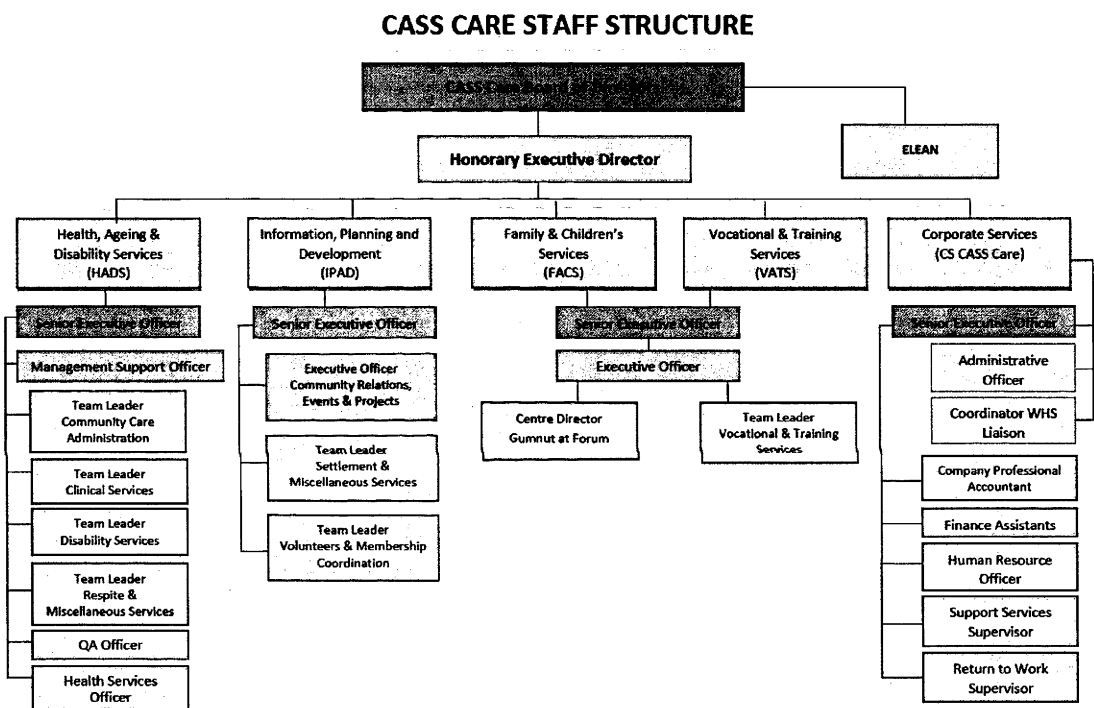 CASS CARE STAFF STRUCTURE
CASS Care Board of
Honorary Executive Director
ELEAN
Health, Ageing &
Disability Services
(HADS)
Information, Planning and
Development
(IPAD)
Family & Children's
Services
(FACS)
Vocational & Training
Services
(VATS)
Corporate Services
(CS CASS Care)
Senior Executive Officer
Management Support Officer
Team Leader
Community Care
Administration
Team Leader
Clinical Services
Team Leader
Disability Services
Team Leader
Respite &
Miscellaneous Services
QA Officer
Health Services
Officer
Senior Executive Officer
Executive Officer
Community Relations,
Events & Projects
Team Leader
Settlement &
Miscellaneous Services
Team Leader
Volunteers & Membership
Coordination
Senior Executive Officer
Executive Officer
Centre Director
Gumnut at Forum
Team Leader
Vocational & Training
Services
Senior Executive Officer
Administrative
Officer
Coordinator WHS
Liaison
Company Professional
Accountant
Finance Assistants
Human Resource
Officer
Support Services
Supervisor
Return to Work
Supervisor